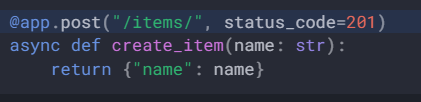 @app.post("/items/", status_code=201)
async def create_item(name: str):
    return {"name": name}